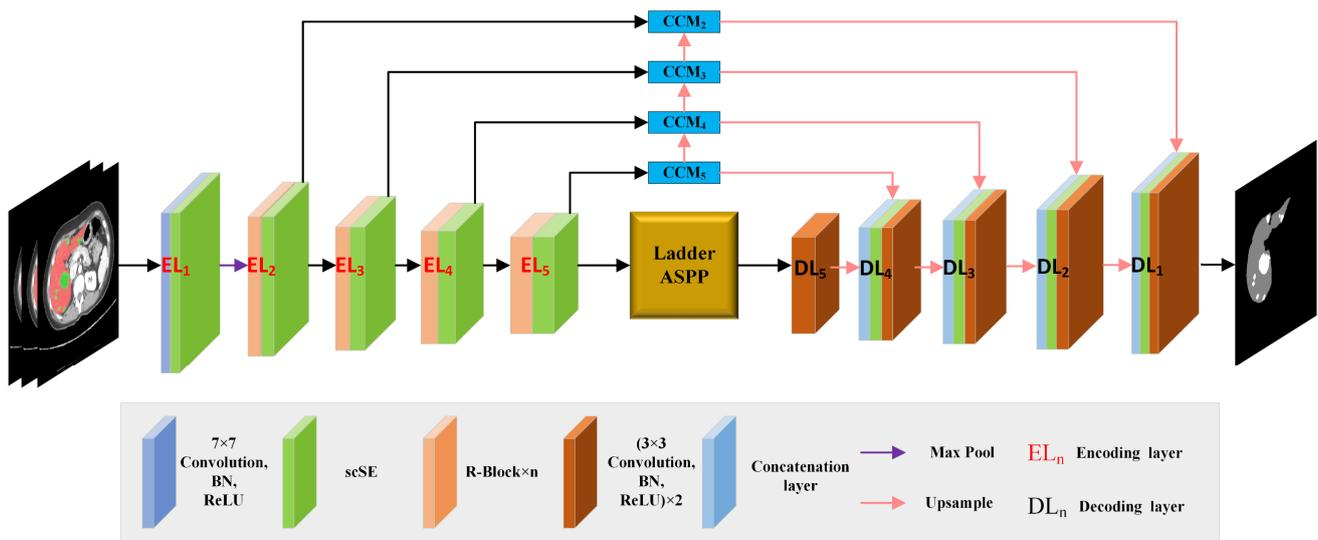 CCM₂
CCM₃
CCM₄
CCM₅
EL₁
EL₂
EL₃
EL₄
EL₅
Ladder
ASPP
DL₅
DL₄
DL₃
DL₂
DL₁
7×7
Convolution,
BN,
ReLU
scSE
R-Block×n
(3×3
Convolution,
BN,
ReLU)×2
Concatenation
layer
Max Pool
Upsample
ELₙ Encoding layer
DLₙ Decoding layer